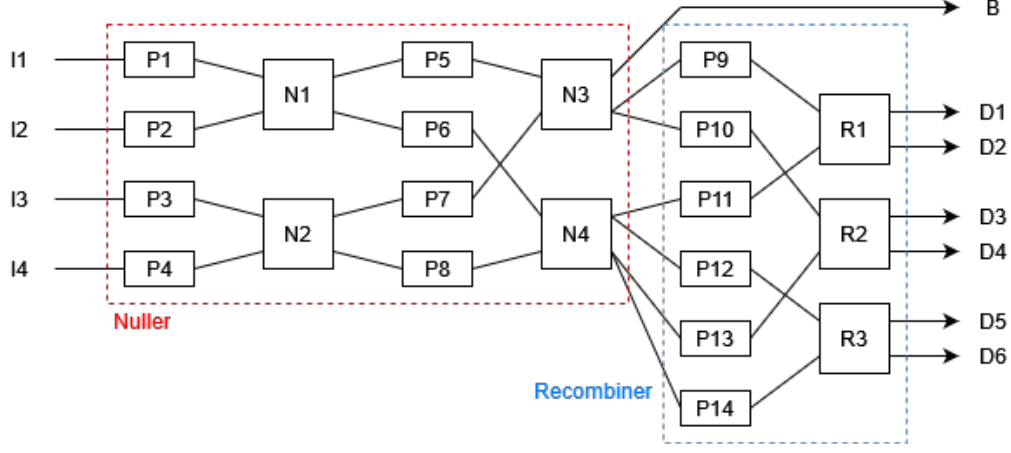 B
I1 P1 P5 P9
N1 N3 D1
I2 P2 P6 P10 R1
D2
I3 P3 P7 P11
N2 N4 R2 D3
D4
I4 P4 P8 P12
Nuller D5
P13 R3
D6
Recombiner
P14